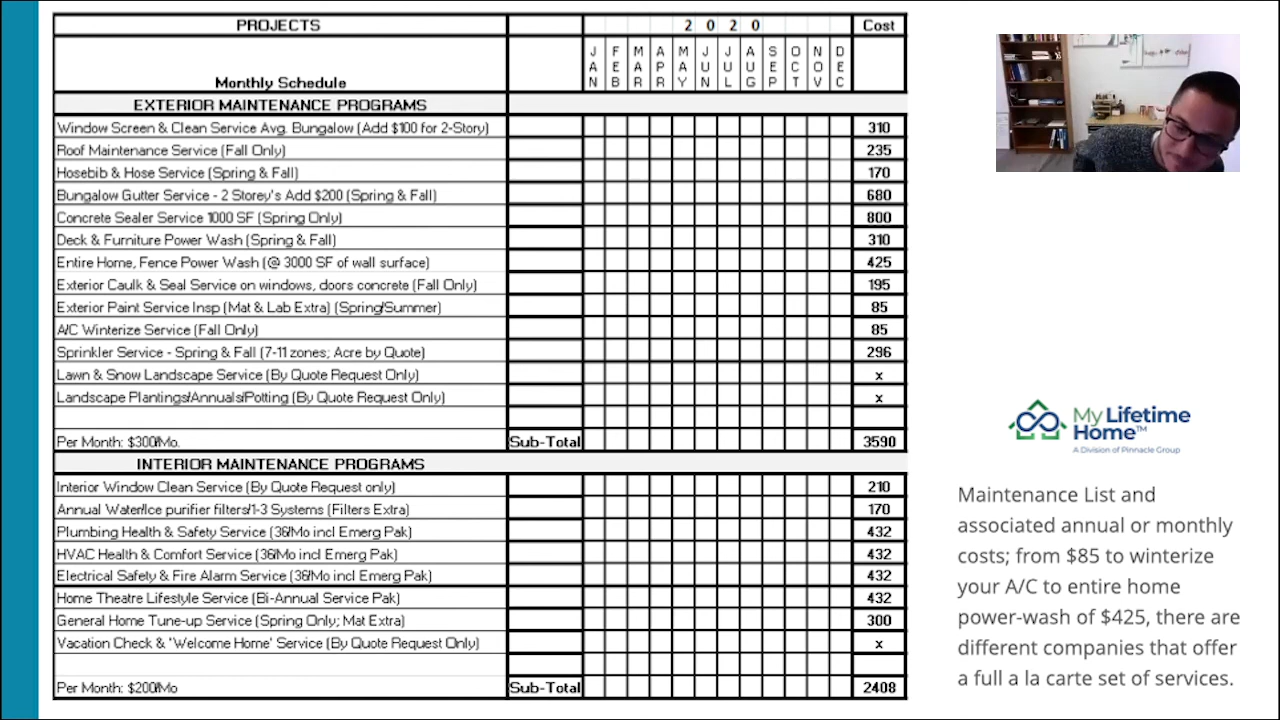 PROJECTS 2 0 2 0 Cost
Monthly Schedule JAN FEB MAR APR MAY JUN JUL AUG SEP OCT NOV DEC
EXTERIOR MAINTENANCE PROGRAMS
Window Screen & Clean Service Avg. Bungalow (Add $100 for 2-Story) 310
Roof Maintenance Service (Fall Only) 235
Hosebib & Hose Service (Spring & Fall) 170
Bungalow Gutter Service - 2 Storey's Add $200 (Spring & Fall) 680
Concrete Sealer Service 1000 SF (Spring Only) 800
Deck & Furniture Power Wash (Spring & Fall) 310
Entire Home, Fence Power Wash (@ 3000 SF of wall surface) 425
Exterior Caulk & Seal Service on windows, doors concrete (Fall Only) 195
Exterior Paint Service Insp (Mat & Lab Extra) (Spring/Summer) 85
A/C Winterize Service (Fall Only) 85
Sprinkler Service - Spring & Fall (7-11 zones; Acre by Quote) 296
Lawn & Snow Landscape Service (By Quote Request Only) x
Landscape Plantings/Annuals/Potting (By Quote Request Only) x
Per Month: $300/Mo. Sub-Total 3590
INTERIOR MAINTENANCE PROGRAMS
Interior Window Clean Service (By Quote Request only) 210
Annual Water/Ice purifier filters/1-3 Systems (Filters Extra) 170
Plumbing Health & Safety Service (36/Mo incl Emerg Pak) 432
HVAC Health & Comfort Service (36/Mo incl Emerg Pak) 432
Electrical Safety & Fire Alarm Service (36/Mo incl Emerg Pak) 432
Home Theatre Lifestyle Service (Bi-Annual Service Pak) 432
General Home Tune-up Service (Spring Only; Mat Extra) 300
Vacation Check & 'Welcome Home' Service (By Quote Request Only) x
Per Month: $200/Mo Sub-Total 2408
My Lifetime
Home™
A Division of Pinnacle Group
Maintenance List and
associated annual or monthly
costs; from $85 to winterize
your A/C to entire home
power-wash of $425, there are
different companies that offer
a full a la carte set of services.